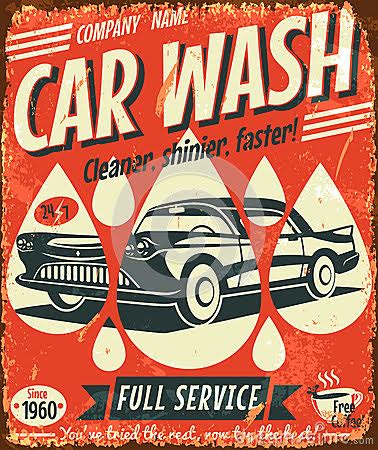 COMPANY NAME
CAR WASH
Cleaner, shinier, faster!
24 7
FULL SERVICE
Since
1960
Free
You've tried the rest, now try the best!